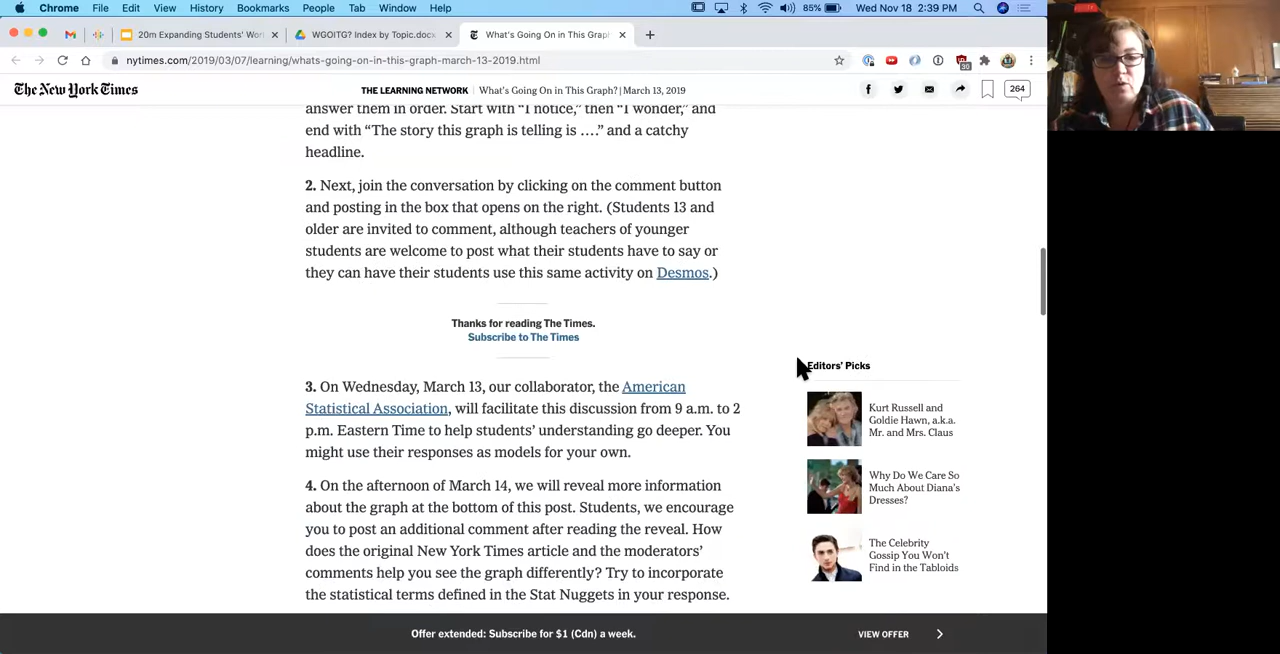 Chrome File Edit View History Bookmarks People Tab Window Help
85% Wed Nov 18 2:39 PM
20m Expanding Students' Wor
WGOITG? Index by Topic.docx
What's Going On in This Graph
nytimes.com/2019/03/07/learning/whats-going-on-in-this-graph-march-13-2019.html
30
The New York Times
THE LEARNING NETWORK | What's Going On in This Graph? | March 13, 2019
264
answer them in order. Start with “I notice,” then “I wonder,” and
end with “The story this graph is telling is ….” and a catchy
headline.
2. Next, join the conversation by clicking on the comment button
and posting in the box that opens on the right. (Students 13 and
older are invited to comment, although teachers of younger
students are welcome to post what their students have to say or
they can have their students use this same activity on Desmos.)
Thanks for reading The Times.
Subscribe to The Times
3. On Wednesday, March 13, our collaborator, the American
Statistical Association, will facilitate this discussion from 9 a.m. to 2
p.m. Eastern Time to help students’ understanding go deeper. You
might use their responses as models for your own.
4. On the afternoon of March 14, we will reveal more information
about the graph at the bottom of this post. Students, we encourage
you to post an additional comment after reading the reveal. How
does the original New York Times article and the moderators’
comments help you see the graph differently? Try to incorporate
the statistical terms defined in the Stat Nuggets in your response.
Editors’ Picks
Kurt Russell and
Goldie Hawn, a.k.a.
Mr. and Mrs. Claus
Why Do We Care So
Much About Diana’s
Dresses?
The Celebrity
Gossip You Won’t
Find in the Tabloids
Offer extended: Subscribe for $1 (Cdn) a week.
VIEW OFFER